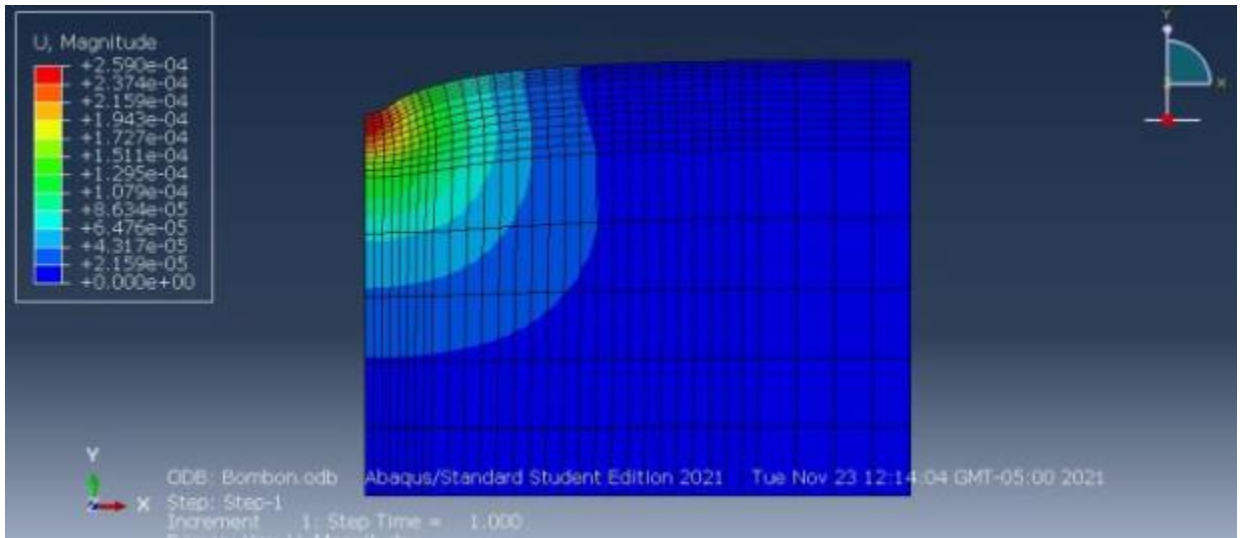 U, Magnitude
+2.590e-04
+2.374e-04
+2.159e-04
+1.943e-04
+1.727e-04
+1.511e-04
+1.295e-04
+1.079e-04
+8.634e-05
+6.476e-05
+4.317e-05
+2.159e-05
+0.000e+00
Y
X
Y
X
Z
ODB: Bombon.odb Abaqus/Standard Student Edition 2021 Tue Nov 23 12:14:04 GMT-05:00 2021
Step: Step-1
Increment 1: Step Time = 1.000